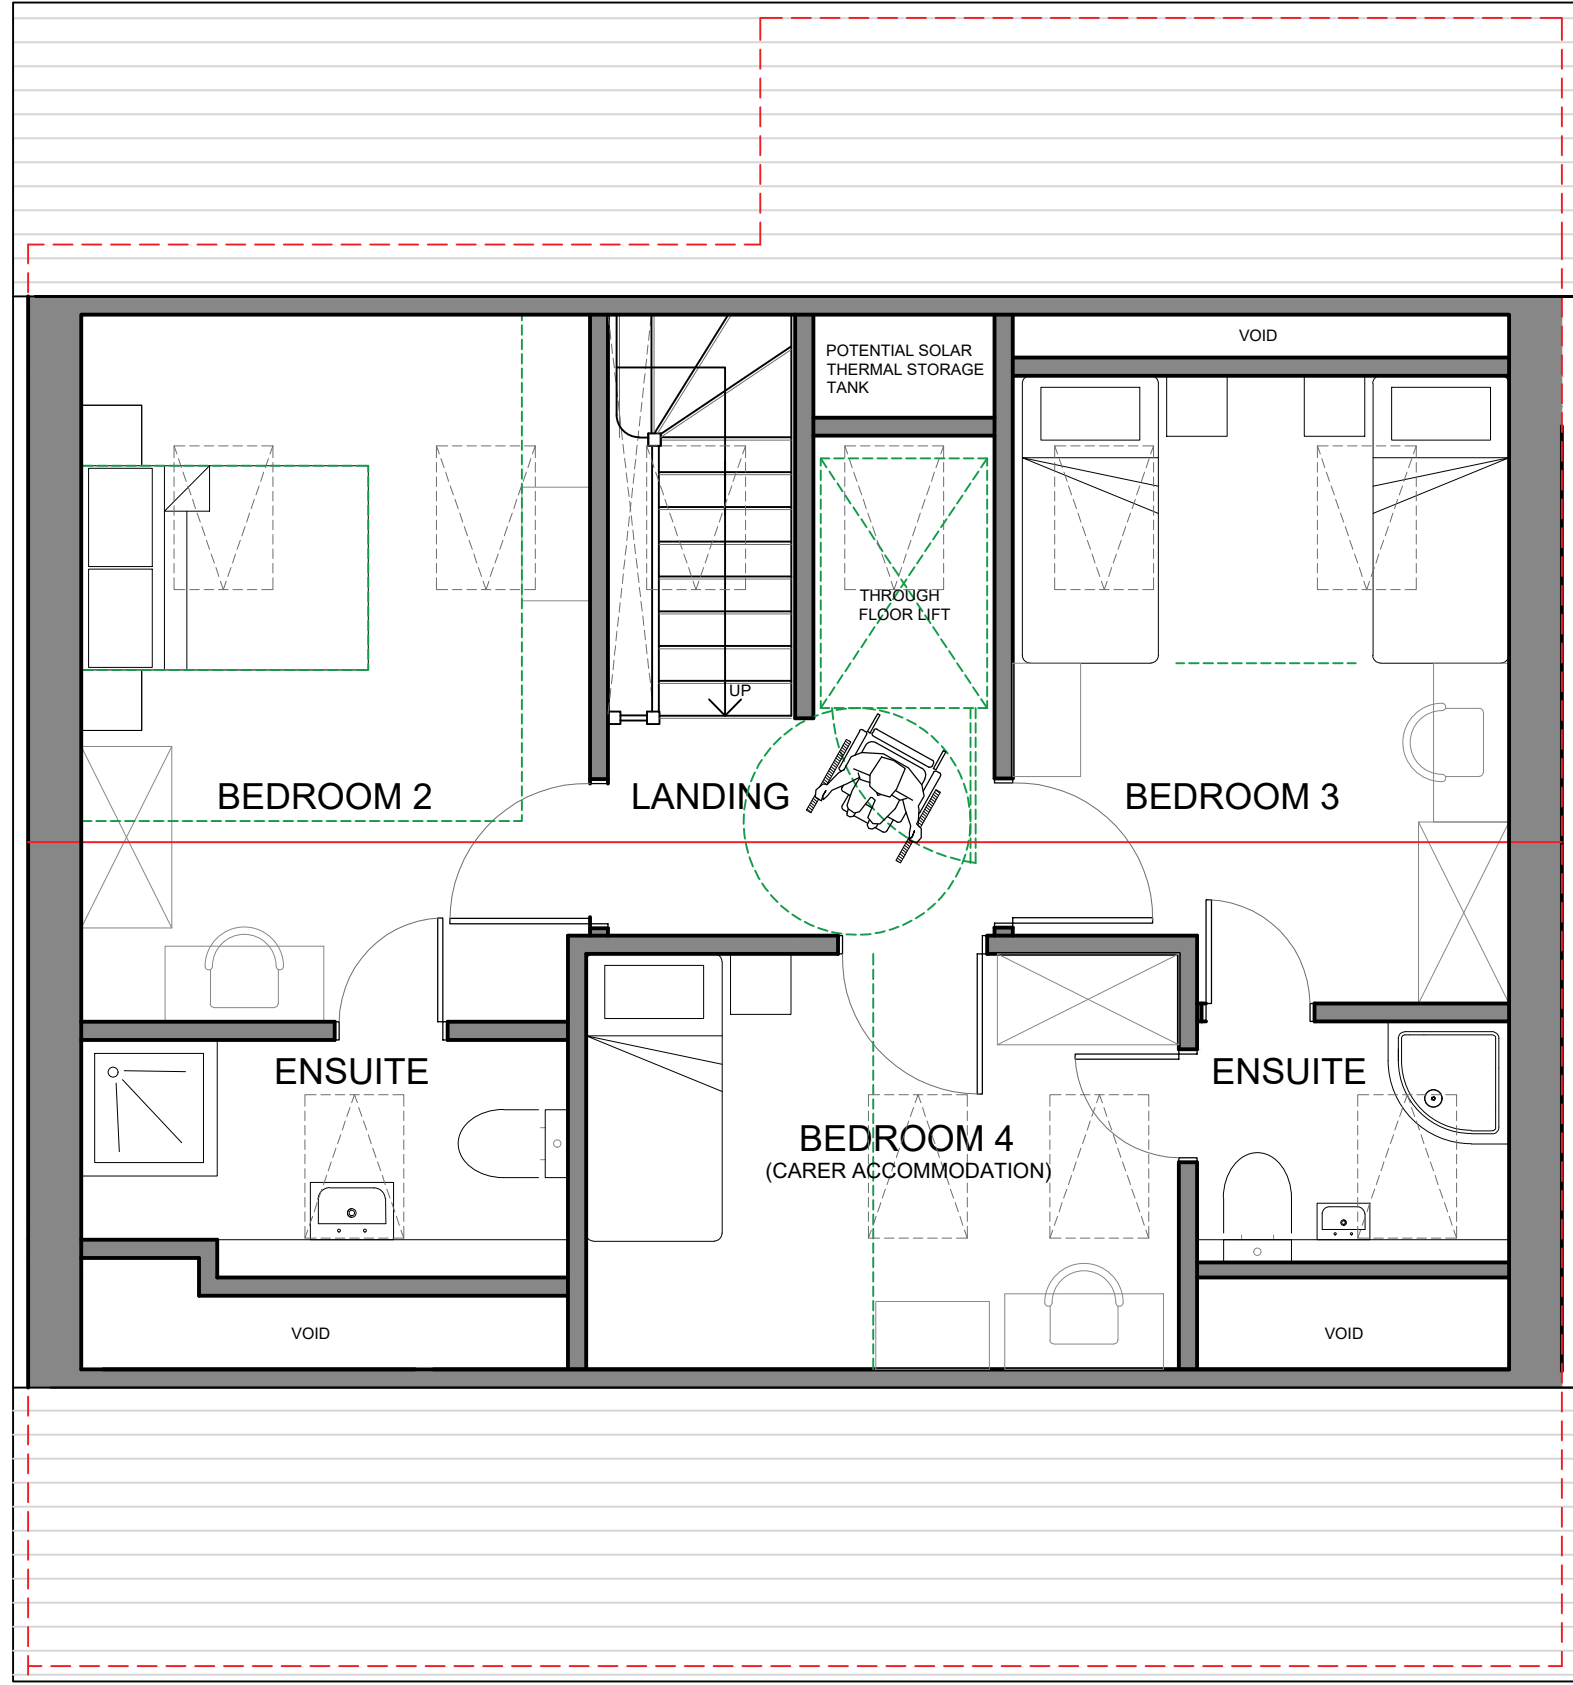 VOID
POTENTIAL SOLAR
THERMAL STORAGE
TANK
THROUGH
FLOOR LIFT
UP
BEDROOM 2
LANDING
BEDROOM 3
ENSUITE
ENSUITE
BEDROOM 4
(CARER ACCOMMODATION)
VOID
VOID